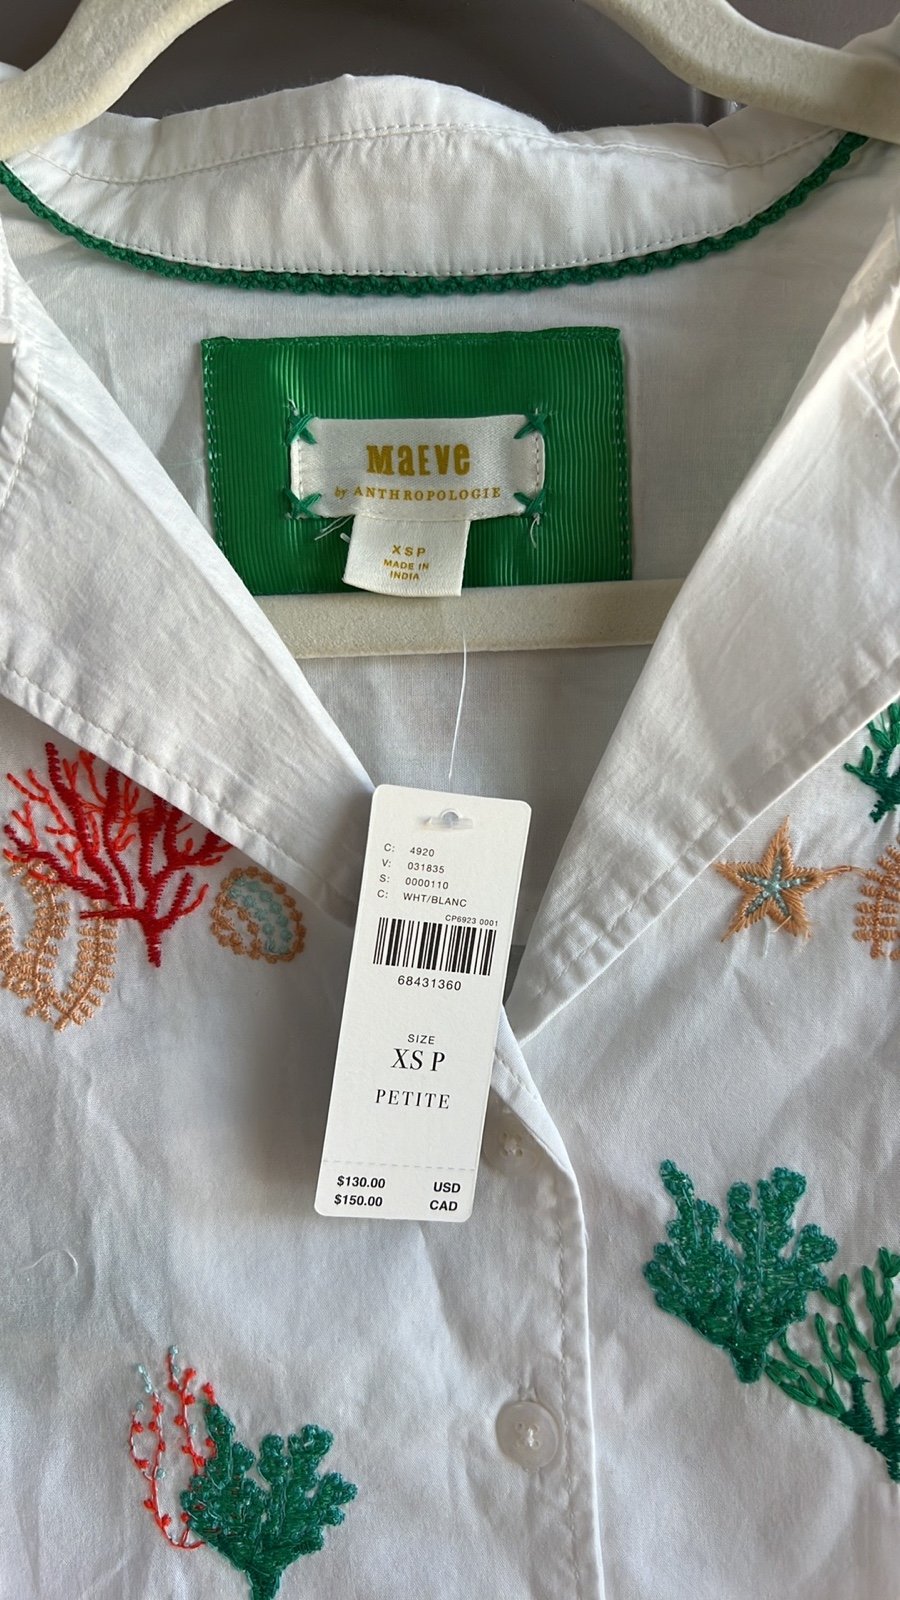 MAEVE
by ANTHROPOLOGIE
XSP
MADE IN
INDIA
C: 4920
V: 031835
S: 0000110
C: WHT/BLANC
CP6923 0001
68431360
SIZE
XS P
PETITE
$130.00 USD
$150.00 CAD